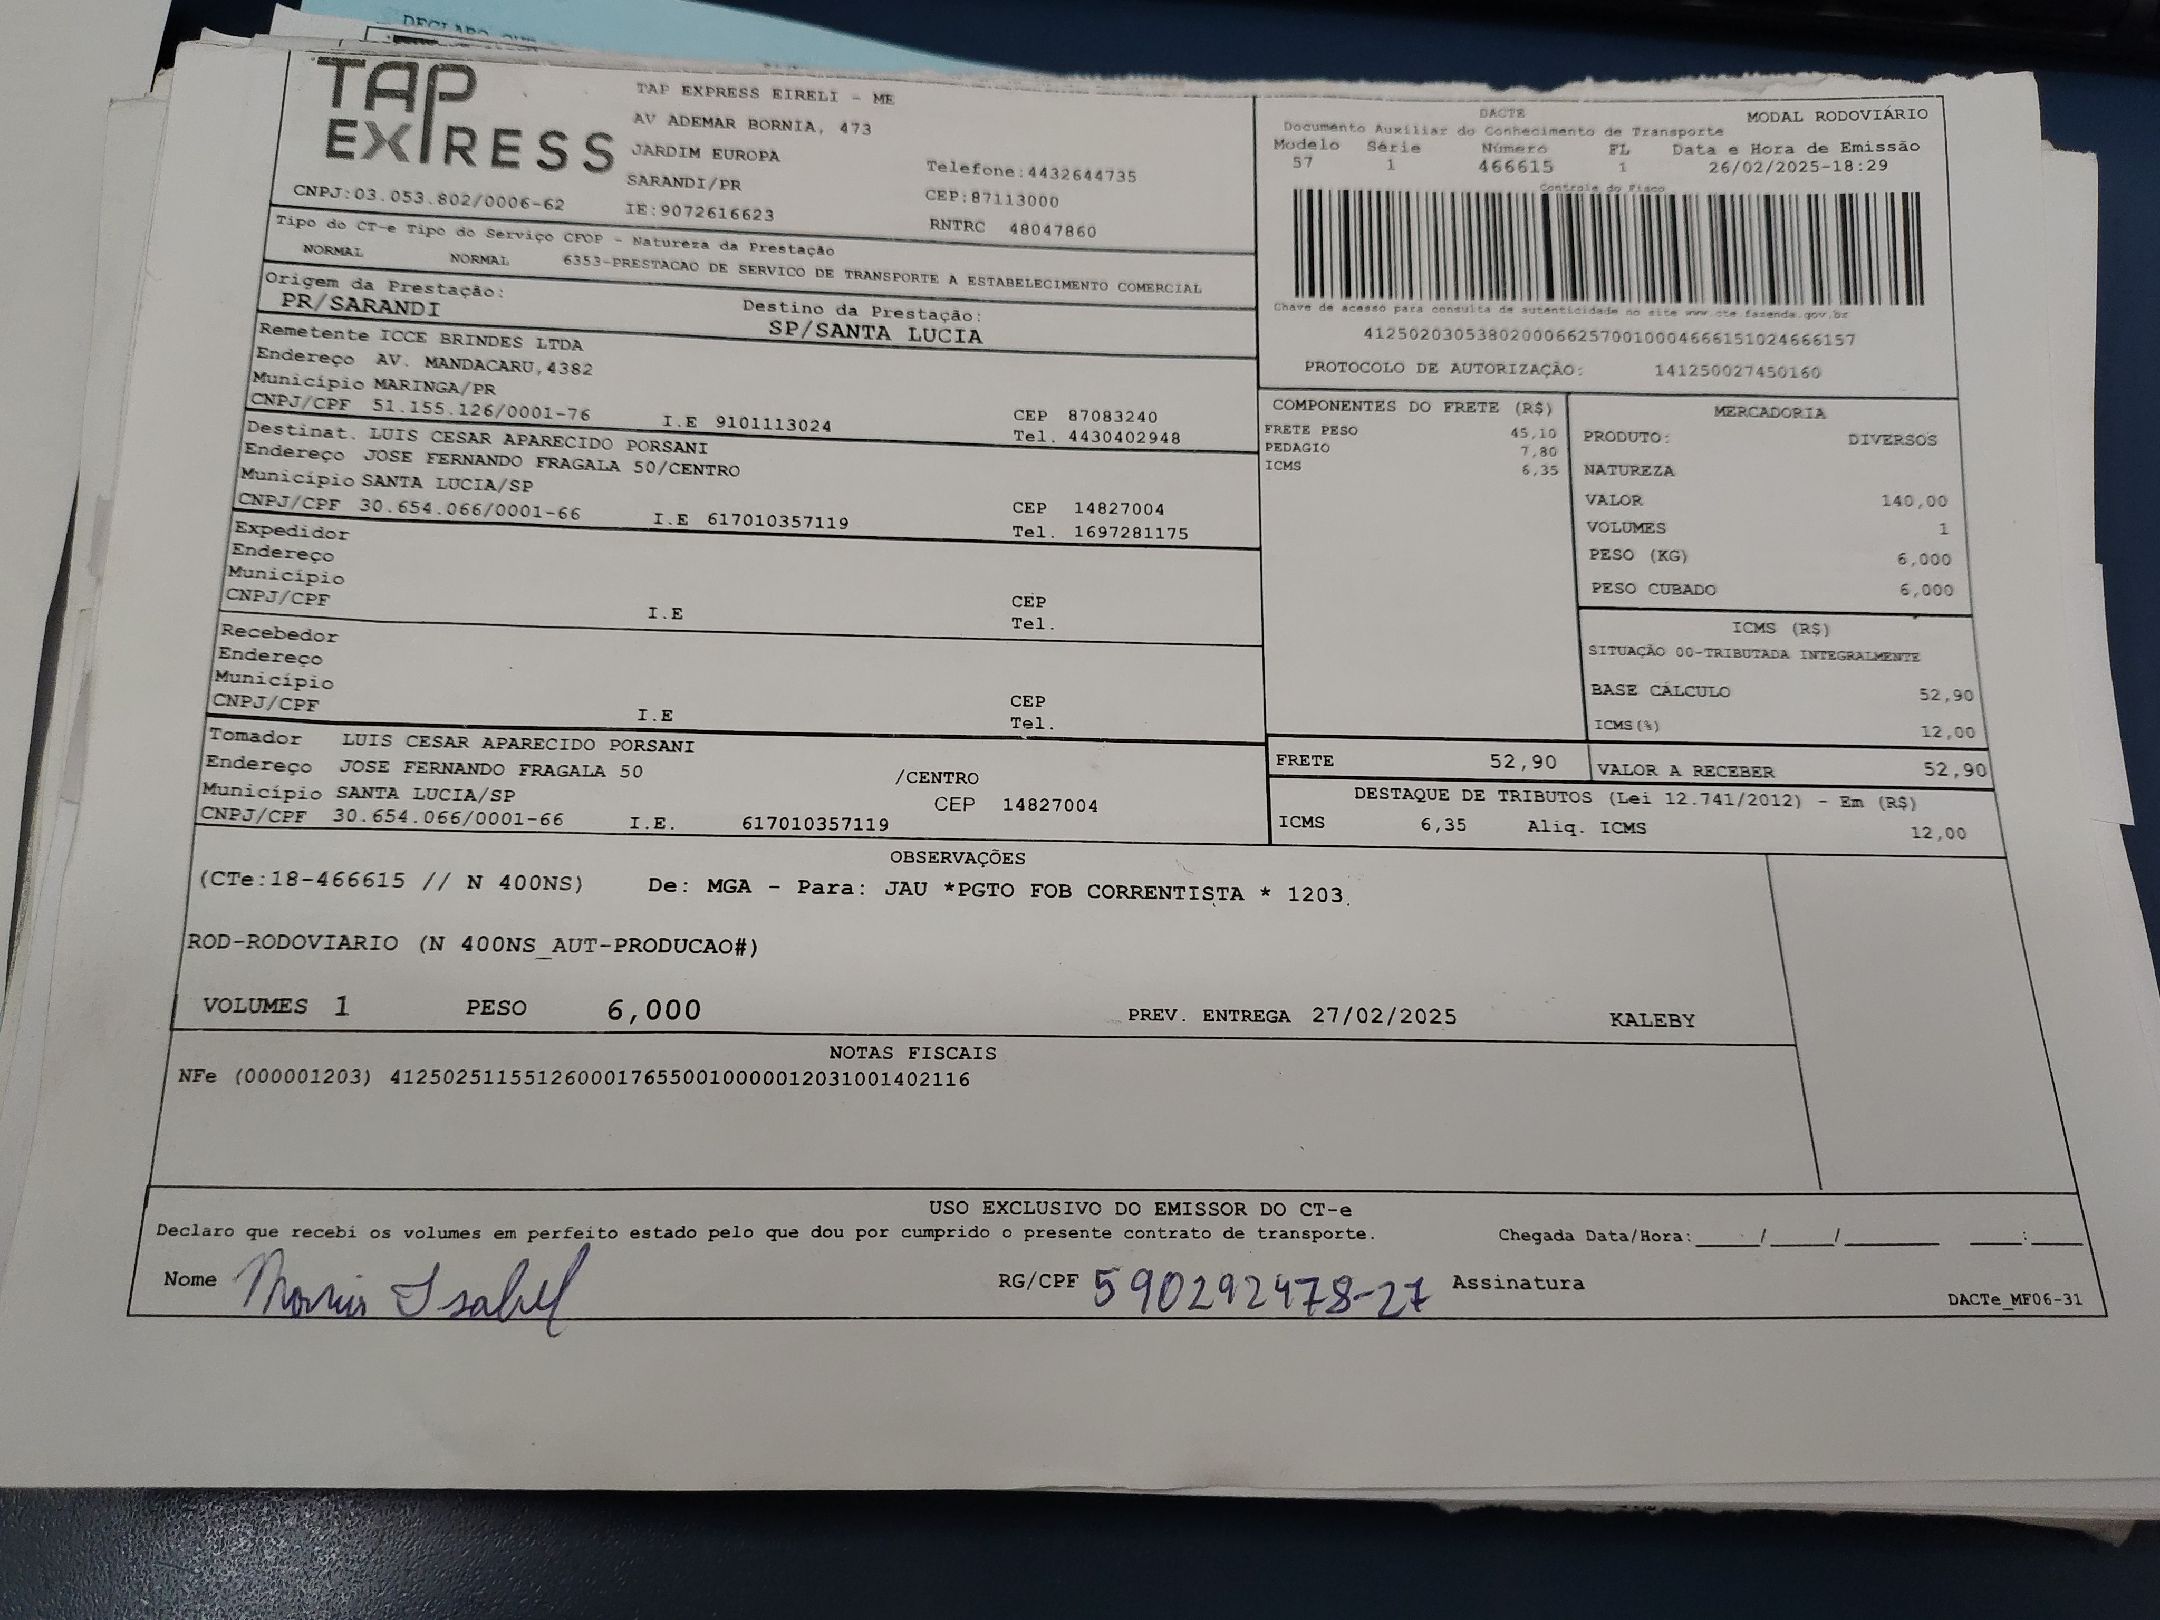 DECLARO QUE
TAP
EXPRESS
CNPJ:03.053.802/0006-62
TAP EXPRESS EIRELI - ME
AV ADEMAR BORNIA, 473
JARDIM EUROPA
SARANDI/PR
IE:9072616623
Telefone:4432644735
CEP:87113000
RNTRC 48047860
DACTE
MODAL RODOVIÁRIO
Documento Auxiliar do Conhecimento de Transporte
Modelo Série Número FL Data e Hora de Emissão
57 1 466615 1 26/02/2025-18:29
Controle do Fisco
Chave de acesso para consulta de autenticidade no site www.cte.fazenda.gov.br
41250203053802000662570010004666151024666157
PROTOCOLO DE AUTORIZAÇÃO: 141250027450160
Tipo do CT-e Tipo do Serviço CFOP - Natureza da Prestação
NORMAL NORMAL 6353-PRESTACAO DE SERVICO DE TRANSPORTE A ESTABELECIMENTO COMERCIAL
Origem da Prestação: Destino da Prestação:
PR/SARANDI SP/SANTA LUCIA
Remetente ICCE BRINDES LTDA
Endereço AV. MANDACARU,4382
Município MARINGA/PR
CNPJ/CPF 51.155.126/0001-76 I.E 9101113024
CEP 87083240
Tel. 4430402948
Destinat. LUIS CESAR APARECIDO PORSANI
Endereço JOSE FERNANDO FRAGALA 50/CENTRO
Município SANTA LUCIA/SP
CNPJ/CPF 30.654.066/0001-66 I.E 617010357119
CEP 14827004
Tel. 1697281175
Expedidor
Endereço
Município
CNPJ/CPF I.E
CEP
Tel.
Recebedor
Endereço
Município
CNPJ/CPF I.E
CEP
Tel.
Tomador LUIS CESAR APARECIDO PORSANI
Endereço JOSE FERNANDO FRAGALA 50 /CENTRO
Município SANTA LUCIA/SP CEP 14827004
CNPJ/CPF 30.654.066/0001-66 I.E. 617010357119
COMPONENTES DO FRETE (R$)
FRETE PESO 45,10
PEDAGIO 7,80
ICMS 6,35
MERCADORIA
PRODUTO: DIVERSOS
NATUREZA
VALOR 140,00
VOLUMES 1
PESO (KG) 6,000
PESO CUBADO 6,000
ICMS (R$)
SITUAÇÃO 00-TRIBUTADA INTEGRALMENTE
BASE CÁLCULO 52,90
ICMS(%) 12,00
FRETE 52,90
VALOR A RECEBER 52,90
DESTAQUE DE TRIBUTOS (Lei 12.741/2012) - Em (R$)
ICMS 6,35 Aliq. ICMS 12,00
OBSERVAÇÕES
(CTe:18-466615 // N 400NS) De: MGA - Para: JAU *PGTO FOB CORRENTISTA * 1203.
ROD-RODOVIARIO (N 400NS_AUT-PRODUCAO#)
VOLUMES 1 PESO 6,000 PREV. ENTREGA 27/02/2025 KALEBY
NOTAS FISCAIS
NFe (000001203) 41250251155126000176550010000012031001402116
USO EXCLUSIVO DO EMISSOR DO CT-e
Declaro que recebi os volumes em perfeito estado pelo que dou por cumprido o presente contrato de transporte. Chegada Data/Hora:_____/_____/________ ____:____
Nome Maria Isabel RG/CPF 590292478-27 Assinatura
DACTe_MF06-31